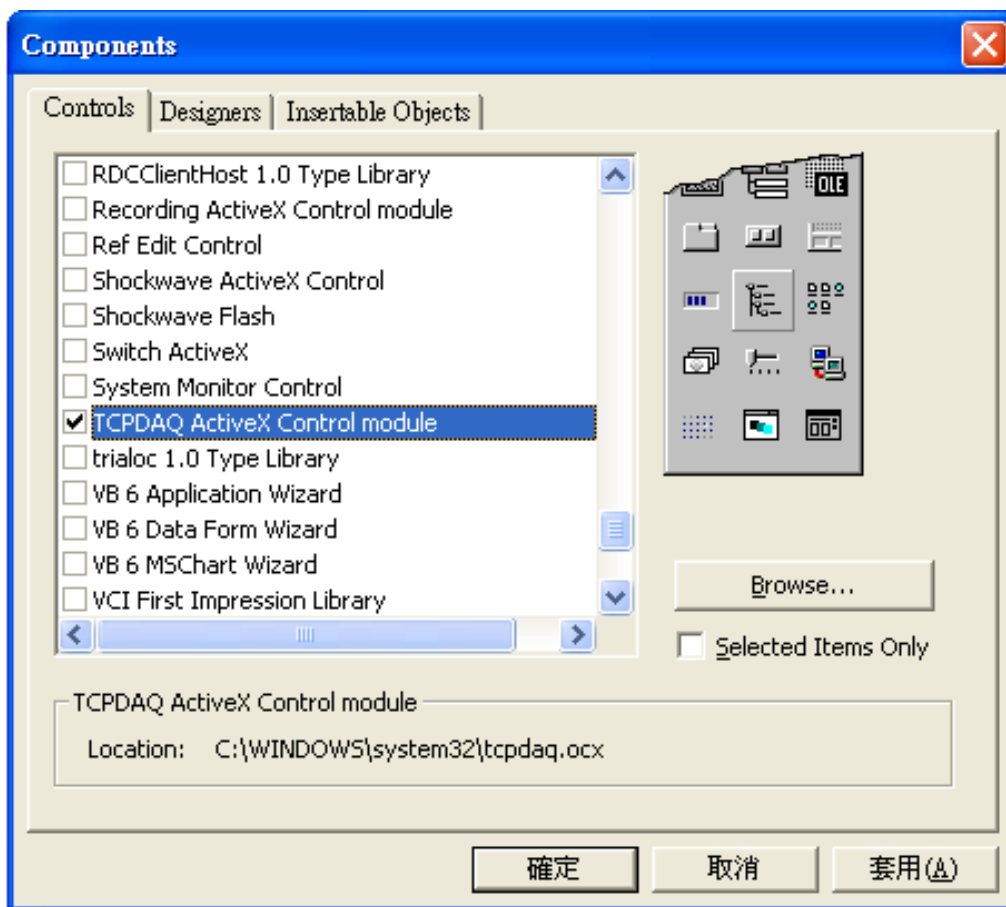 Components
Controls
Designers
Insertable Objects
RDCClientHost 1.0 Type Library
Recording ActiveX Control module
Ref Edit Control
Shockwave ActiveX Control
Shockwave Flash
Switch ActiveX
System Monitor Control
TCPDAQ ActiveX Control module
trialoc 1.0 Type Library
VB 6 Application Wizard
VB 6 Data Form Wizard
VB 6 MSChart Wizard
VCI First Impression Library
OLE
Browse...
Selected Items Only
TCPDAQ ActiveX Control module
Location: C:\WINDOWS\system32\tcpdaq.ocx
確定
取消
套用(A)